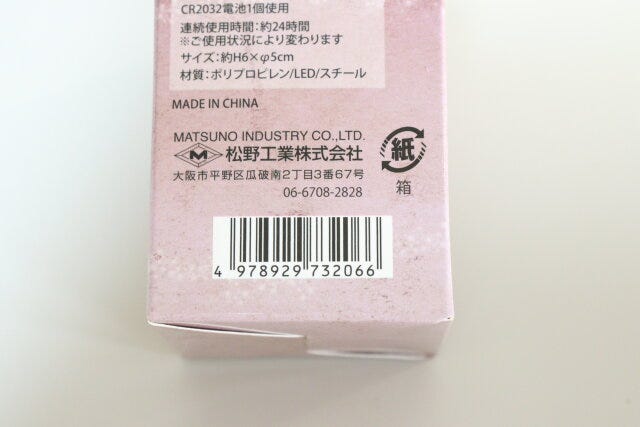 CR2032電池1個使用
連続使用時間：約24時間
※ご使用状況により変わります
サイズ：約H6×φ5cm
材質：ポリプロピレン/LED/スチール
MADE IN CHINA
MATSUNO INDUSTRY CO.,LTD.
M 松野工業株式会社
大阪市平野区瓜破南2丁目3番67号
06-6708-2828
紙
箱
4 978929 732066